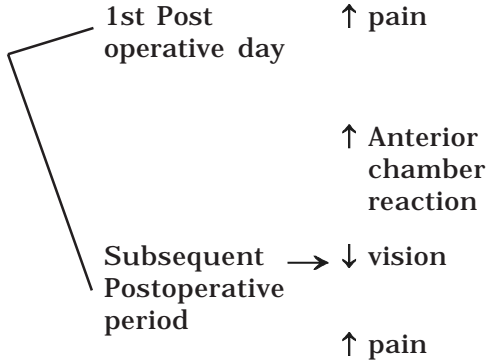 1st Post ↑ pain
operative day
↑ Anterior
chamber
reaction
Subsequent → ↓ vision
Postoperative
period
↑ pain